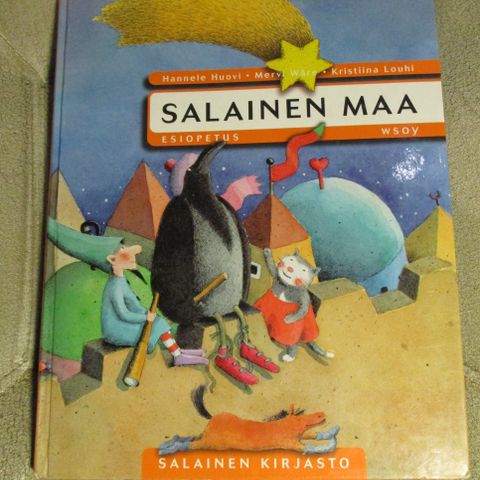 Hannele Huovi • Mervi Wäre • Kristiina Louhi
SALAINEN MAA
ESIOPETUS wsoy
SALAINEN KIRJASTO